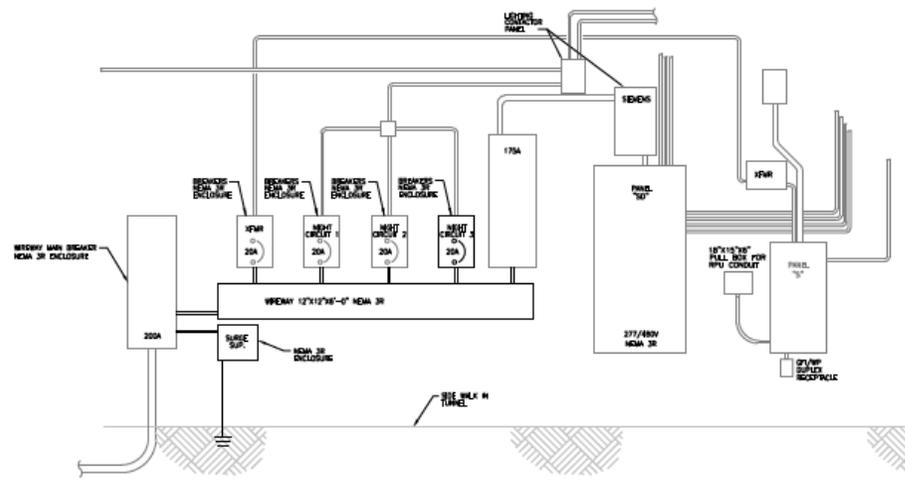 LIGHTING
CONTACTOR
PANEL
SIEMENS
175A
PANEL
"SD"
XFMR
BREAKERS
NEMA 3R
ENCLOSURE
BREAKERS
NEMA 3R
ENCLOSURE
BREAKERS
NEMA 3R
ENCLOSURE
BREAKERS
NEMA 3R
ENCLOSURE
XFMR
20A
NIGHT
CIRCUIT 1
20A
NIGHT
CIRCUIT 2
20A
NIGHT
CIRCUIT 3
20A
WIREWAY MAIN BREAKER
NEMA 3R ENCLOSURE
18"X15"X6"
PULL BOX FOR
RPU CONDUIT
PANEL
"S"
WIREWAY 12"X12"X6'-0" NEMA 3R
200A
SURGE
SUP.
NEMA 3R
ENCLOSURE
277/480V
NEMA 3R
GFI/WP
DUPLEX
RECEPTACLE
SIDE WALK IN
TUNNEL